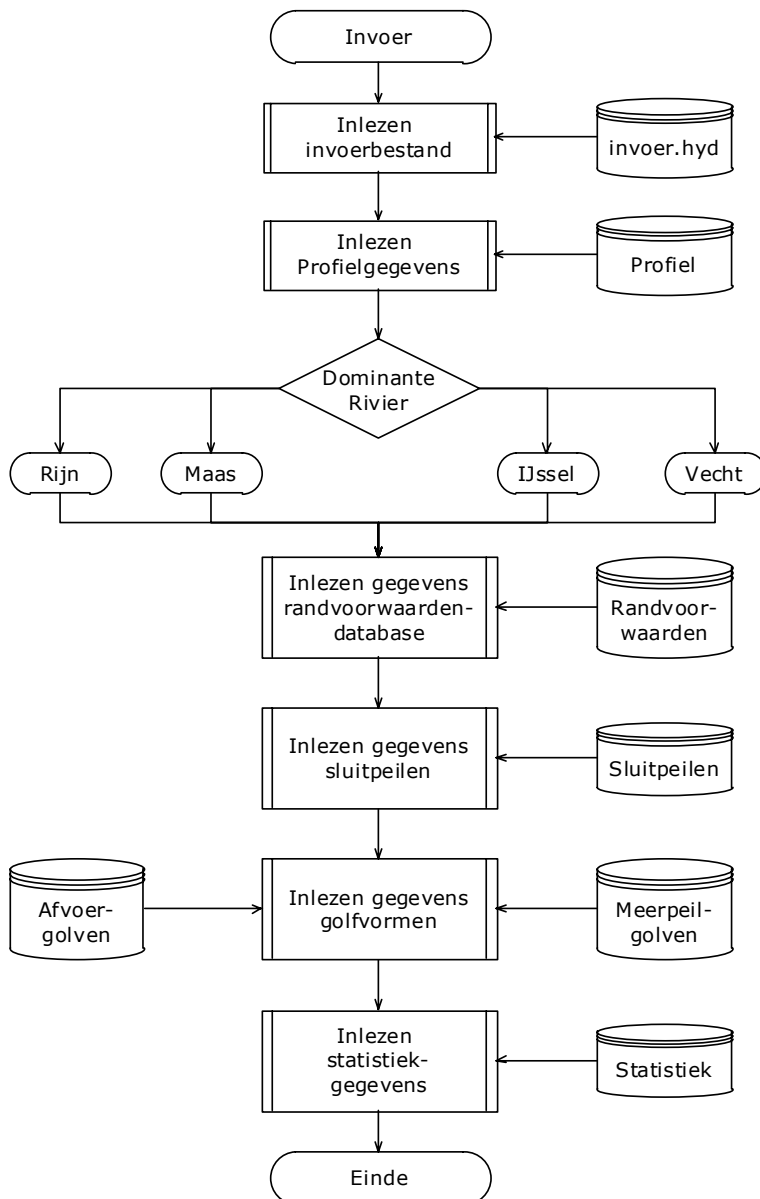 Invoer
Inlezen
invoerbestand
invoer.hyd
Inlezen
Profielgegevens
Profiel
Dominante
Rivier
Rijn
Maas
IJssel
Vecht
Inlezen gegevens
randvoorwaarden-
database
Randvoor-
waarden
Inlezen gegevens
sluitpeilen
Sluitpeilen
Afvoer-
golven
Inlezen gegevens
golfvormen
Meerpeil-
golven
Inlezen
statistiek-
gegevens
Statistiek
Einde